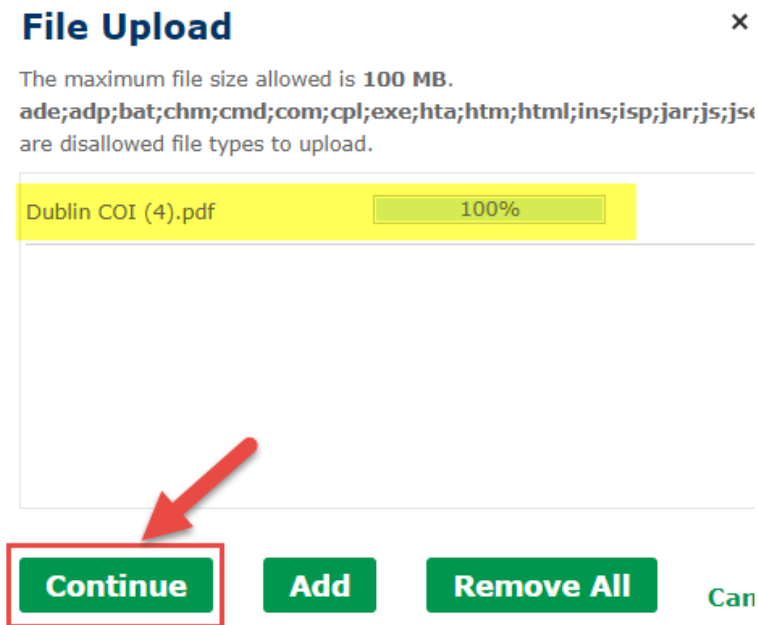 File Upload ×
The maximum file size allowed is 100 MB.
ade;adp;bat;chm;cmd;com;cpl;exe;hta;htm;html;ins;isp;jar;js;jse
are disallowed file types to upload.
Dublin COI (4).pdf 100%
Continue Add Remove All Can